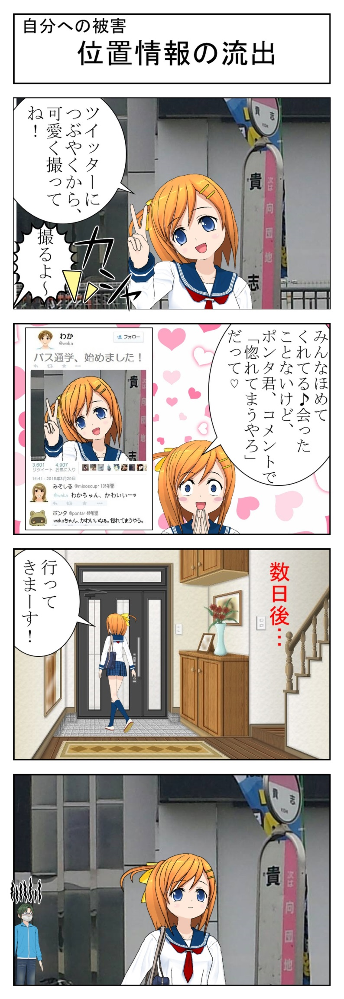 自分への被害
位置情報の流出
ツイッターに
つぶやくから、
可愛く撮って
ね！
貴志
KISHI
貴志
次は 向団地
撮るよ～
カシャ
みんなほめて
くれてる♪会った
ことないけど、
ポンタ君、コメントで
「惚れてまうやろ」
だって♡
わか
@waka
フォロー
バス通学、始めました！
貴志
次は 向団地
3,601 4,907
リツイート お気に入り
14:41 - 2015年3月29日
みそしる @misosoup・10時間
@waka わかちゃん、かわいいー♡
ポンタ @ponta・4時間
wakaちゃん、かわいいなぁ。惚れてまうやろ。
数日後…
行って
きまーす！
貴志
KISHI
貴
次は 向団地